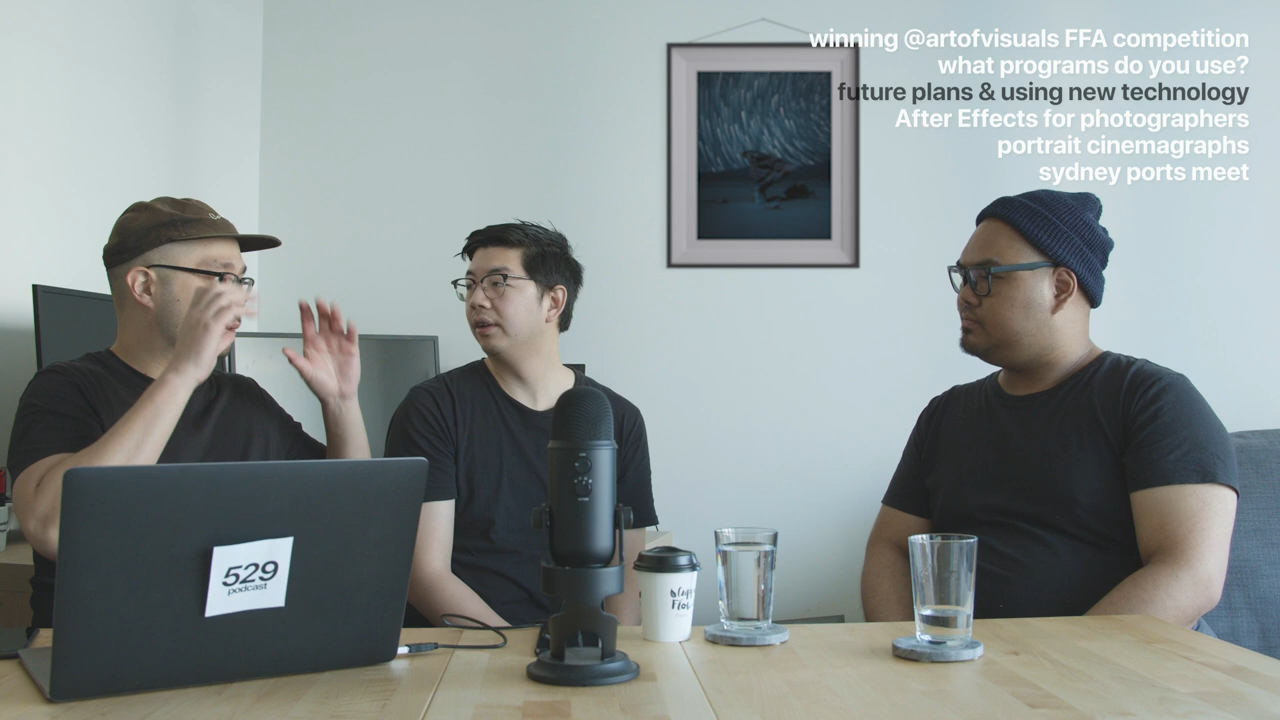 winning @artofvisuals FFA competition
what programs do you use?
future plans & using new technology
After Effects for photographers
portrait cinemagraphs
sydney ports meet
529
podcast